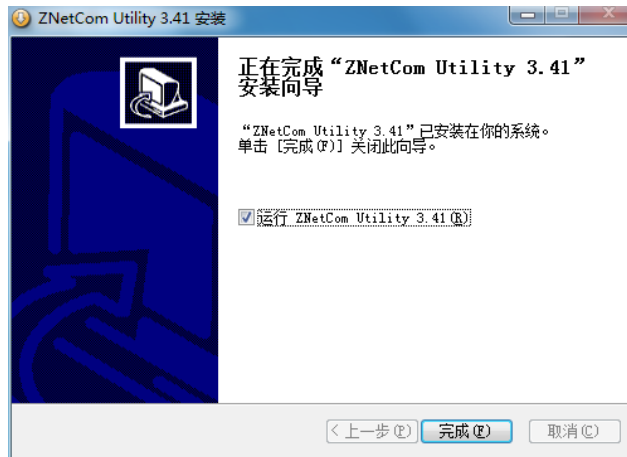 ZNetCom Utility 3.41 安装
正在完成“ZNetCom Utility 3.41”
安装向导
“ZNetCom Utility 3.41”已安装在你的系统。
单击 [完成(F)] 关闭此向导。
运行 ZNetCom Utility 3.41(R)
<上一步(P) 完成(F) 取消(C)